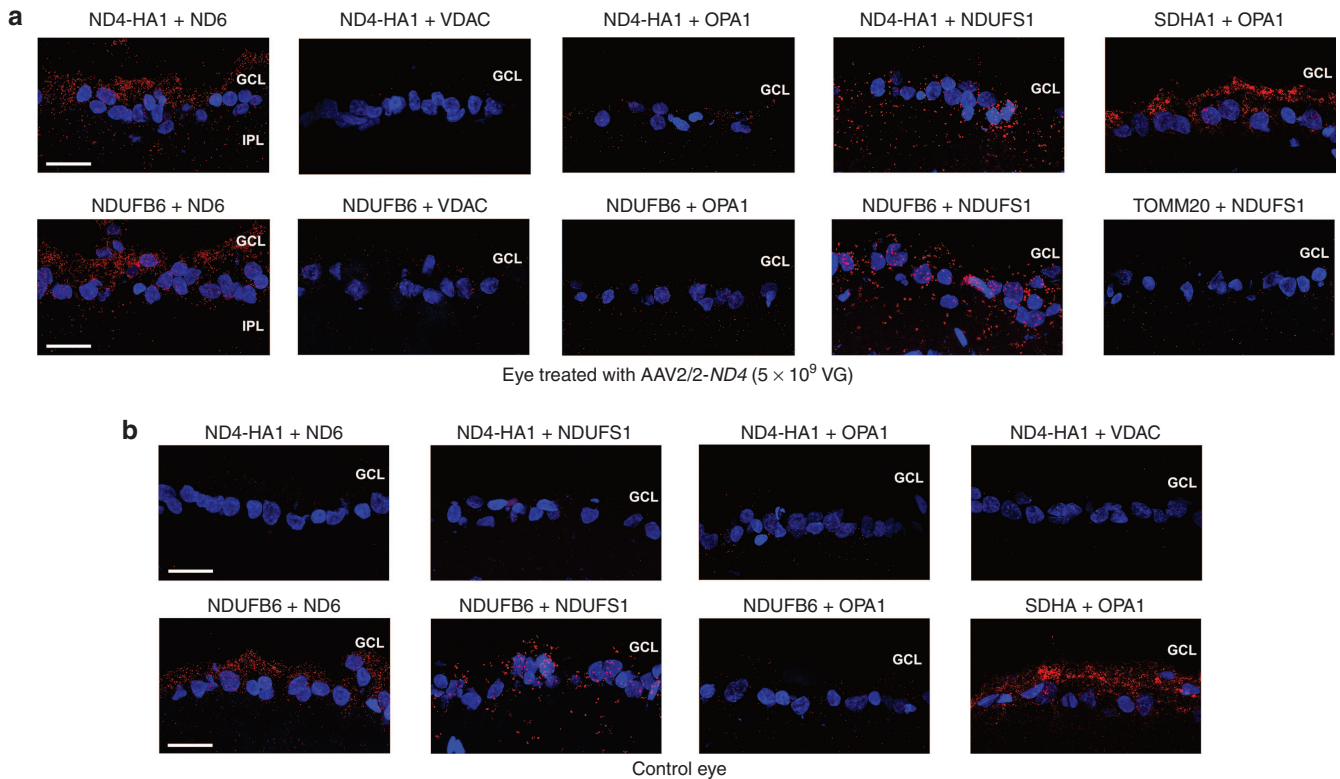 a
ND4-HA1 + ND6
ND4-HA1 + VDAC
ND4-HA1 + OPA1
ND4-HA1 + NDUFS1
SDHA1 + OPA1
GCL
IPL
GCL
GCL
GCL
GCL
NDUFB6 + ND6
NDUFB6 + VDAC
NDUFB6 + OPA1
NDUFB6 + NDUFS1
TOMM20 + NDUFS1
GCL
IPL
GCL
GCL
GCL
GCL
Eye treated with AAV2/2-ND4 (5 × 10⁹ VG)
b
ND4-HA1 + ND6
ND4-HA1 + NDUFS1
ND4-HA1 + OPA1
ND4-HA1 + VDAC
GCL
GCL
GCL
GCL
NDUFB6 + ND6
NDUFB6 + NDUFS1
NDUFB6 + OPA1
SDHA + OPA1
GCL
GCL
GCL
GCL
Control eye